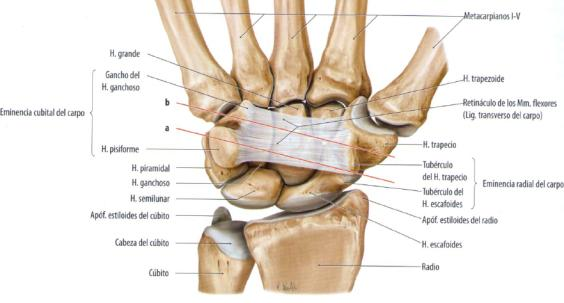 Metacarpianos I-V
H. grande
Gancho del
H. ganchoso
Eminencia cubital del carpo
b
a
H. pisiforme
H. piramidal
H. ganchoso
H. semilunar
Apóf. estiloides del cúbito
Cabeza del cúbito
Cúbito
H. trapezoide
Retináculo de los Mm. flexores
(Lig. transverso del carpo)
H. trapecio
Tubérculo
del H. trapecio
Eminencia radial del carpo
Tubérculo del
H. escafoides
Apóf. estiloides del radio
H. escafoides
Radio